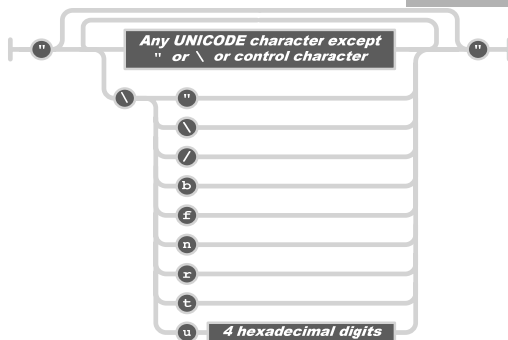 " Any UNICODE character except "
" or \ or control character
\ "
\
/
b
f
n
r
t
u 4 hexadecimal digits